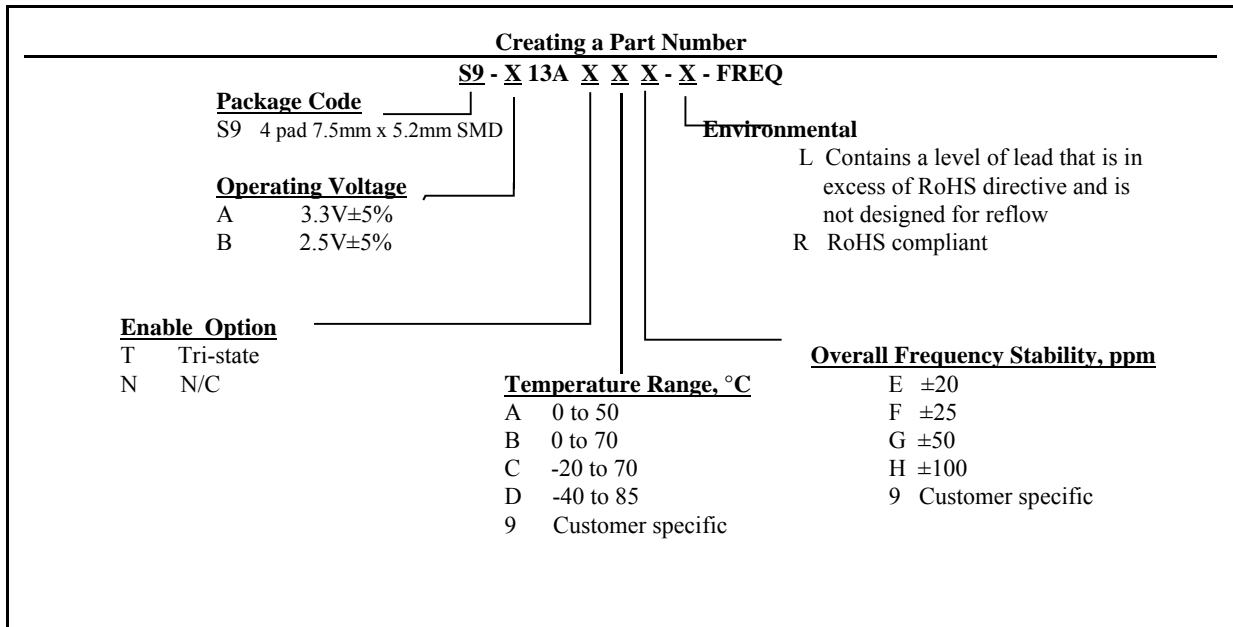 Creating a Part Number
S9 - X 13A X X X - X - FREQ
Package Code
S9 4 pad 7.5mm x 5.2mm SMD
Operating Voltage
A 3.3V±5%
B 2.5V±5%
Enable Option
T Tri-state
N N/C
Temperature Range, °C
A 0 to 50
B 0 to 70
C -20 to 70
D -40 to 85
9 Customer specific
Environmental
L Contains a level of lead that is in
excess of RoHS directive and is
not designed for reflow
R RoHS compliant
Overall Frequency Stability, ppm
E ±20
F ±25
G ±50
H ±100
9 Customer specific